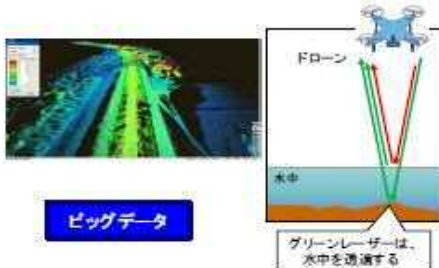 ドローン
水中
ビッグデータ
グリーンレーザーは、
水中を透過する